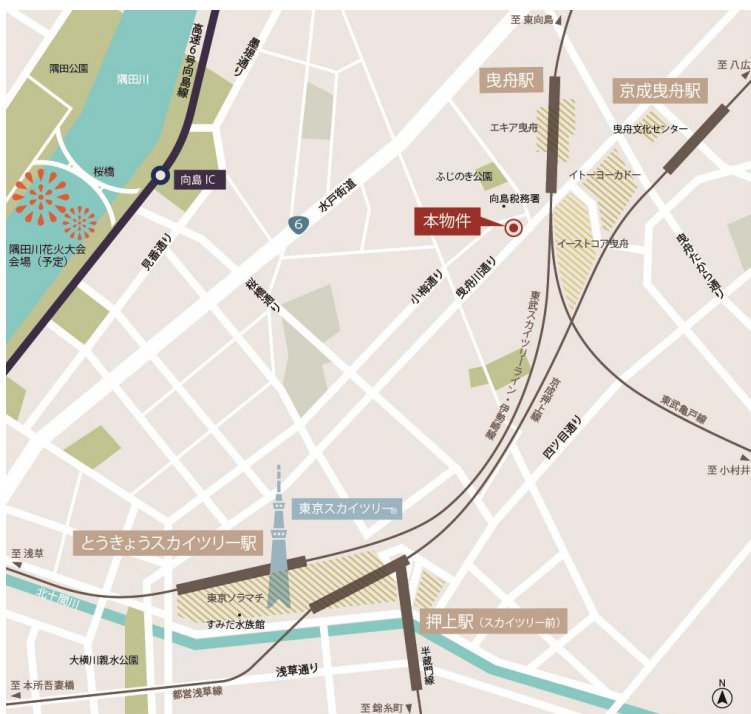 至 東向島
隅田公園
隅田川
高速6号向島線
墨堤通り
曳舟駅
京成曳舟駅
至 八広
エキア曳舟
曳舟文化センター
桜橋
向島 IC
ふじのき公園
イトーヨーカドー
向島税務署
水戸街道
6
本物件
隅田川花火大会
会場（予定）
見番通り
桜橋通り
小梅通り
曳舟川通り
イーストコア曳舟
曳舟たから通り
東武スカイツリーライン・伊勢崎線
京成押上線
四ツ目通り
東武亀戸線
至 小村井
東京スカイツリー®
とうきょうスカイツリー駅
至 浅草
北十間川
東京ソラマチ
すみだ水族館
押上駅（スカイツリー前）
大横川親水公園
浅草通り
半蔵門線
至 本所吾妻橋
都営浅草線
至 錦糸町
N